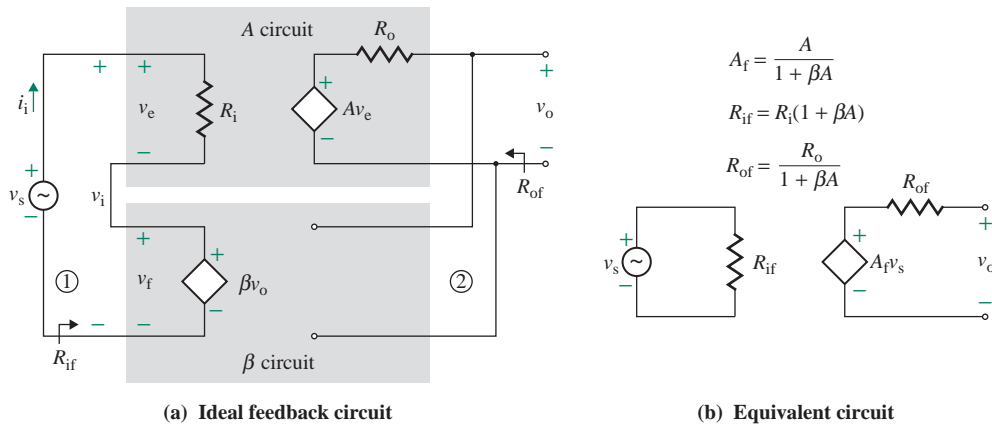 A circuit
R_o
+
+
+
+
i_i
v_e
R_i
Av_e
v_o
−
−
−
R_of
+
v_s
~
−
v_i
+
+
①
v_f
βv_o
②
−
−
−
R_if
β circuit
(a) Ideal feedback circuit
A_f = A / (1 + βA)
R_if = R_i(1 + βA)
R_of = R_o / (1 + βA)
R_of
+
+
+
v_s
~
R_if
A_fv_s
v_o
−
−
−
(b) Equivalent circuit